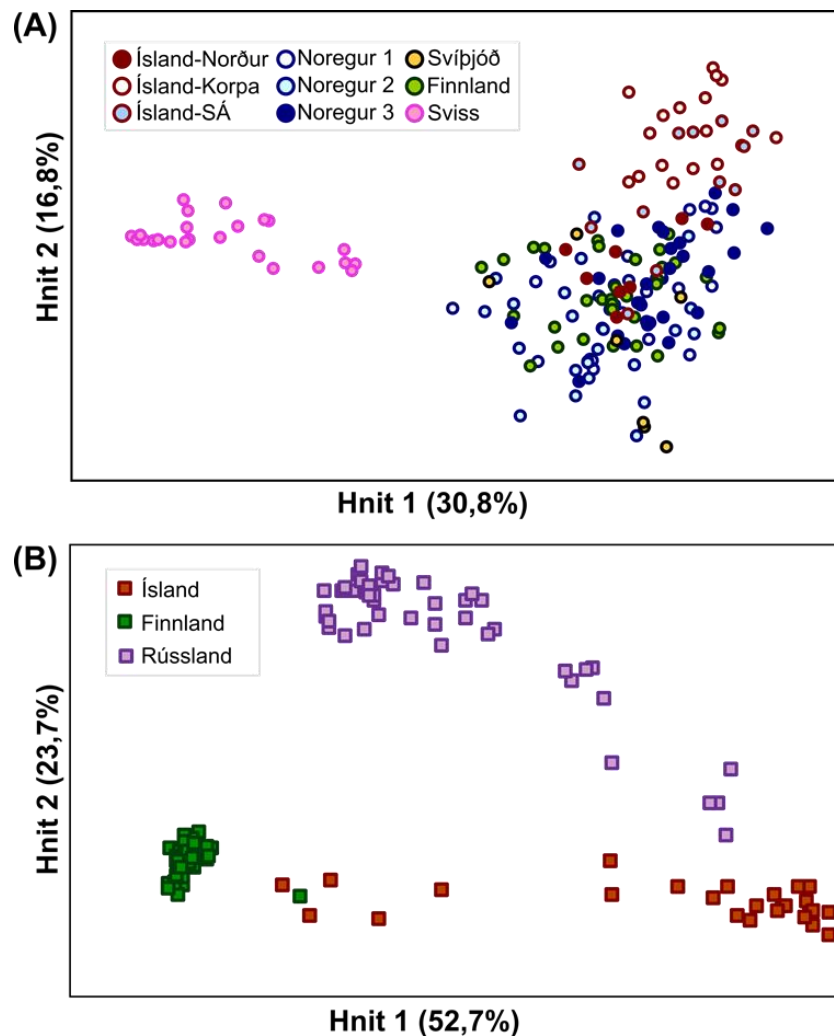 (A)
Ísland-Norður Noregur 1 Svíþjóð
Ísland-Korpa Noregur 2 Finnland
Ísland-SÁ Noregur 3 Sviss
Hnit 2 (16,8%)
Hnit 1 (30,8%)
(B)
Ísland
Finnland
Rússland
Hnit 2 (23,7%)
Hnit 1 (52,7%)